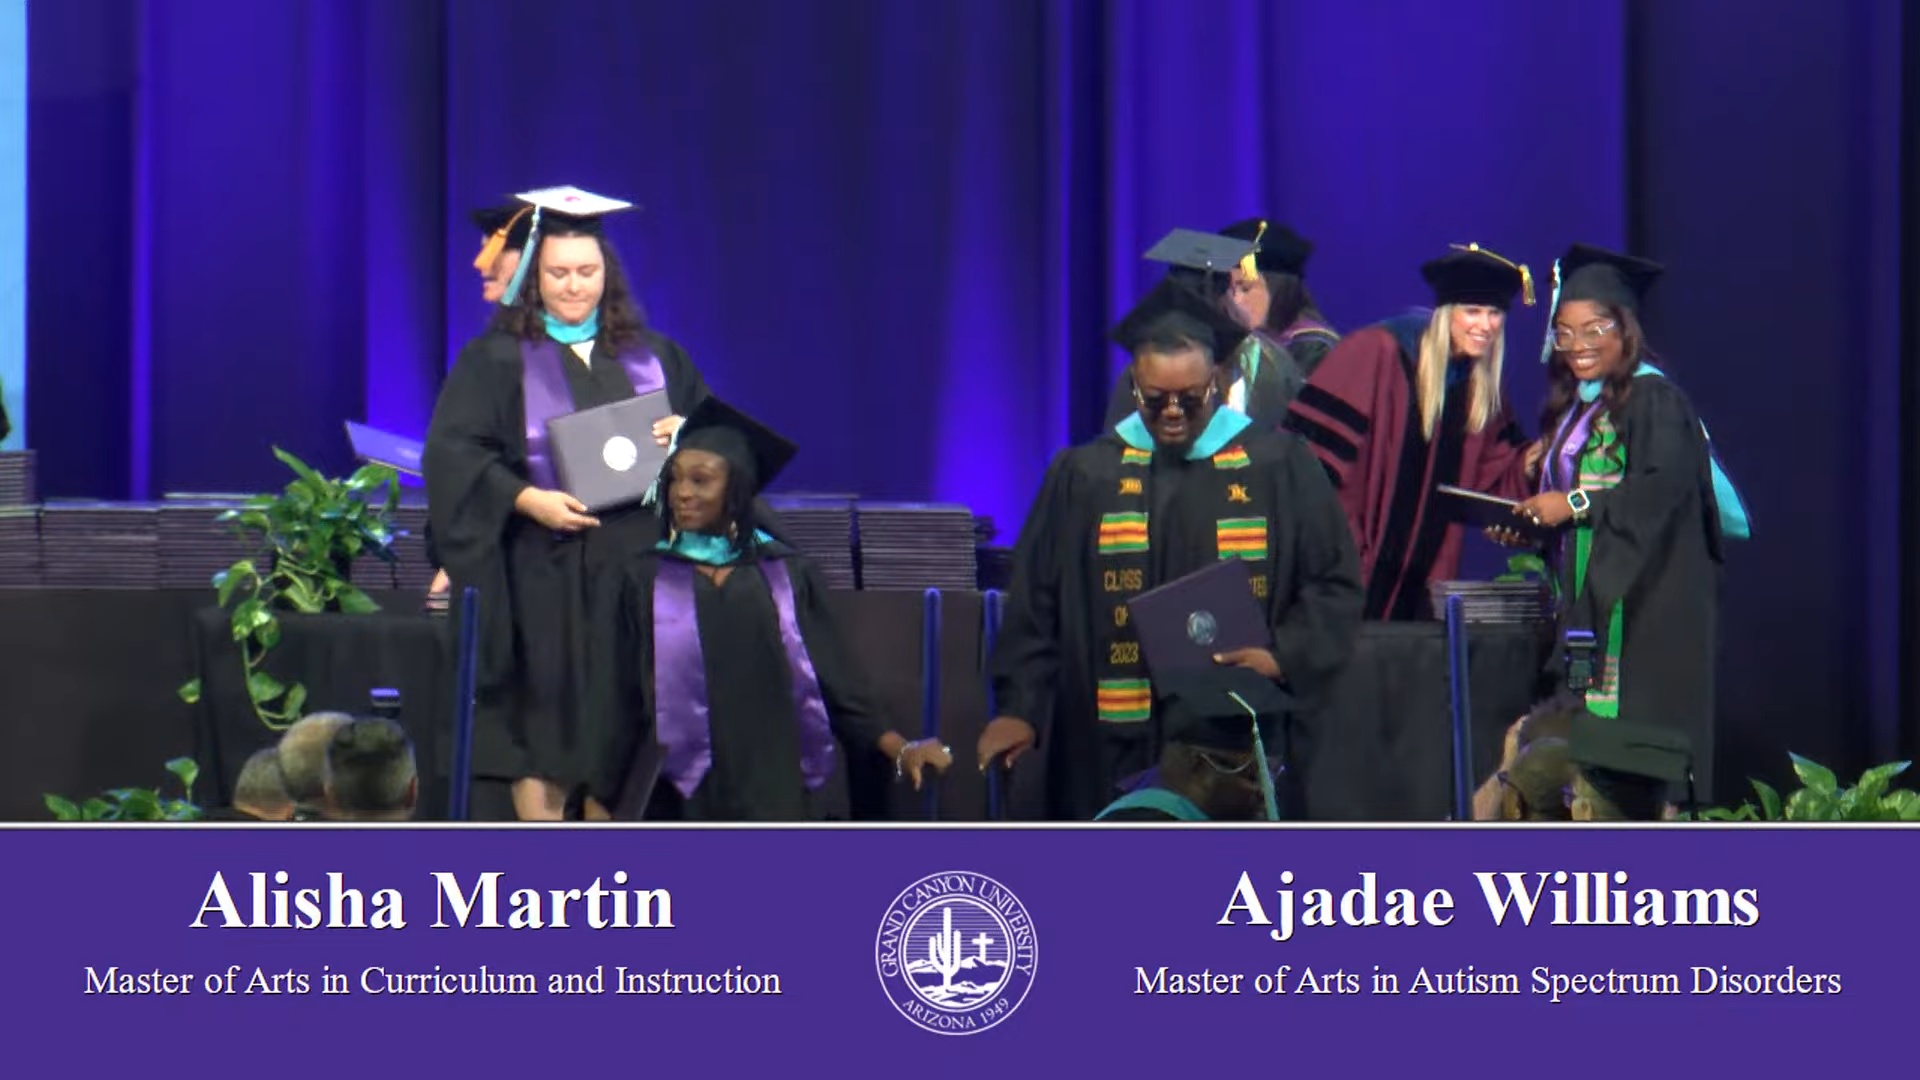 CLASS
OF
2023
Alisha Martin
Master of Arts in Curriculum and Instruction
GRAND CANYON UNIVERSITY
ARIZONA 1949
Ajadae Williams
Master of Arts in Autism Spectrum Disorders